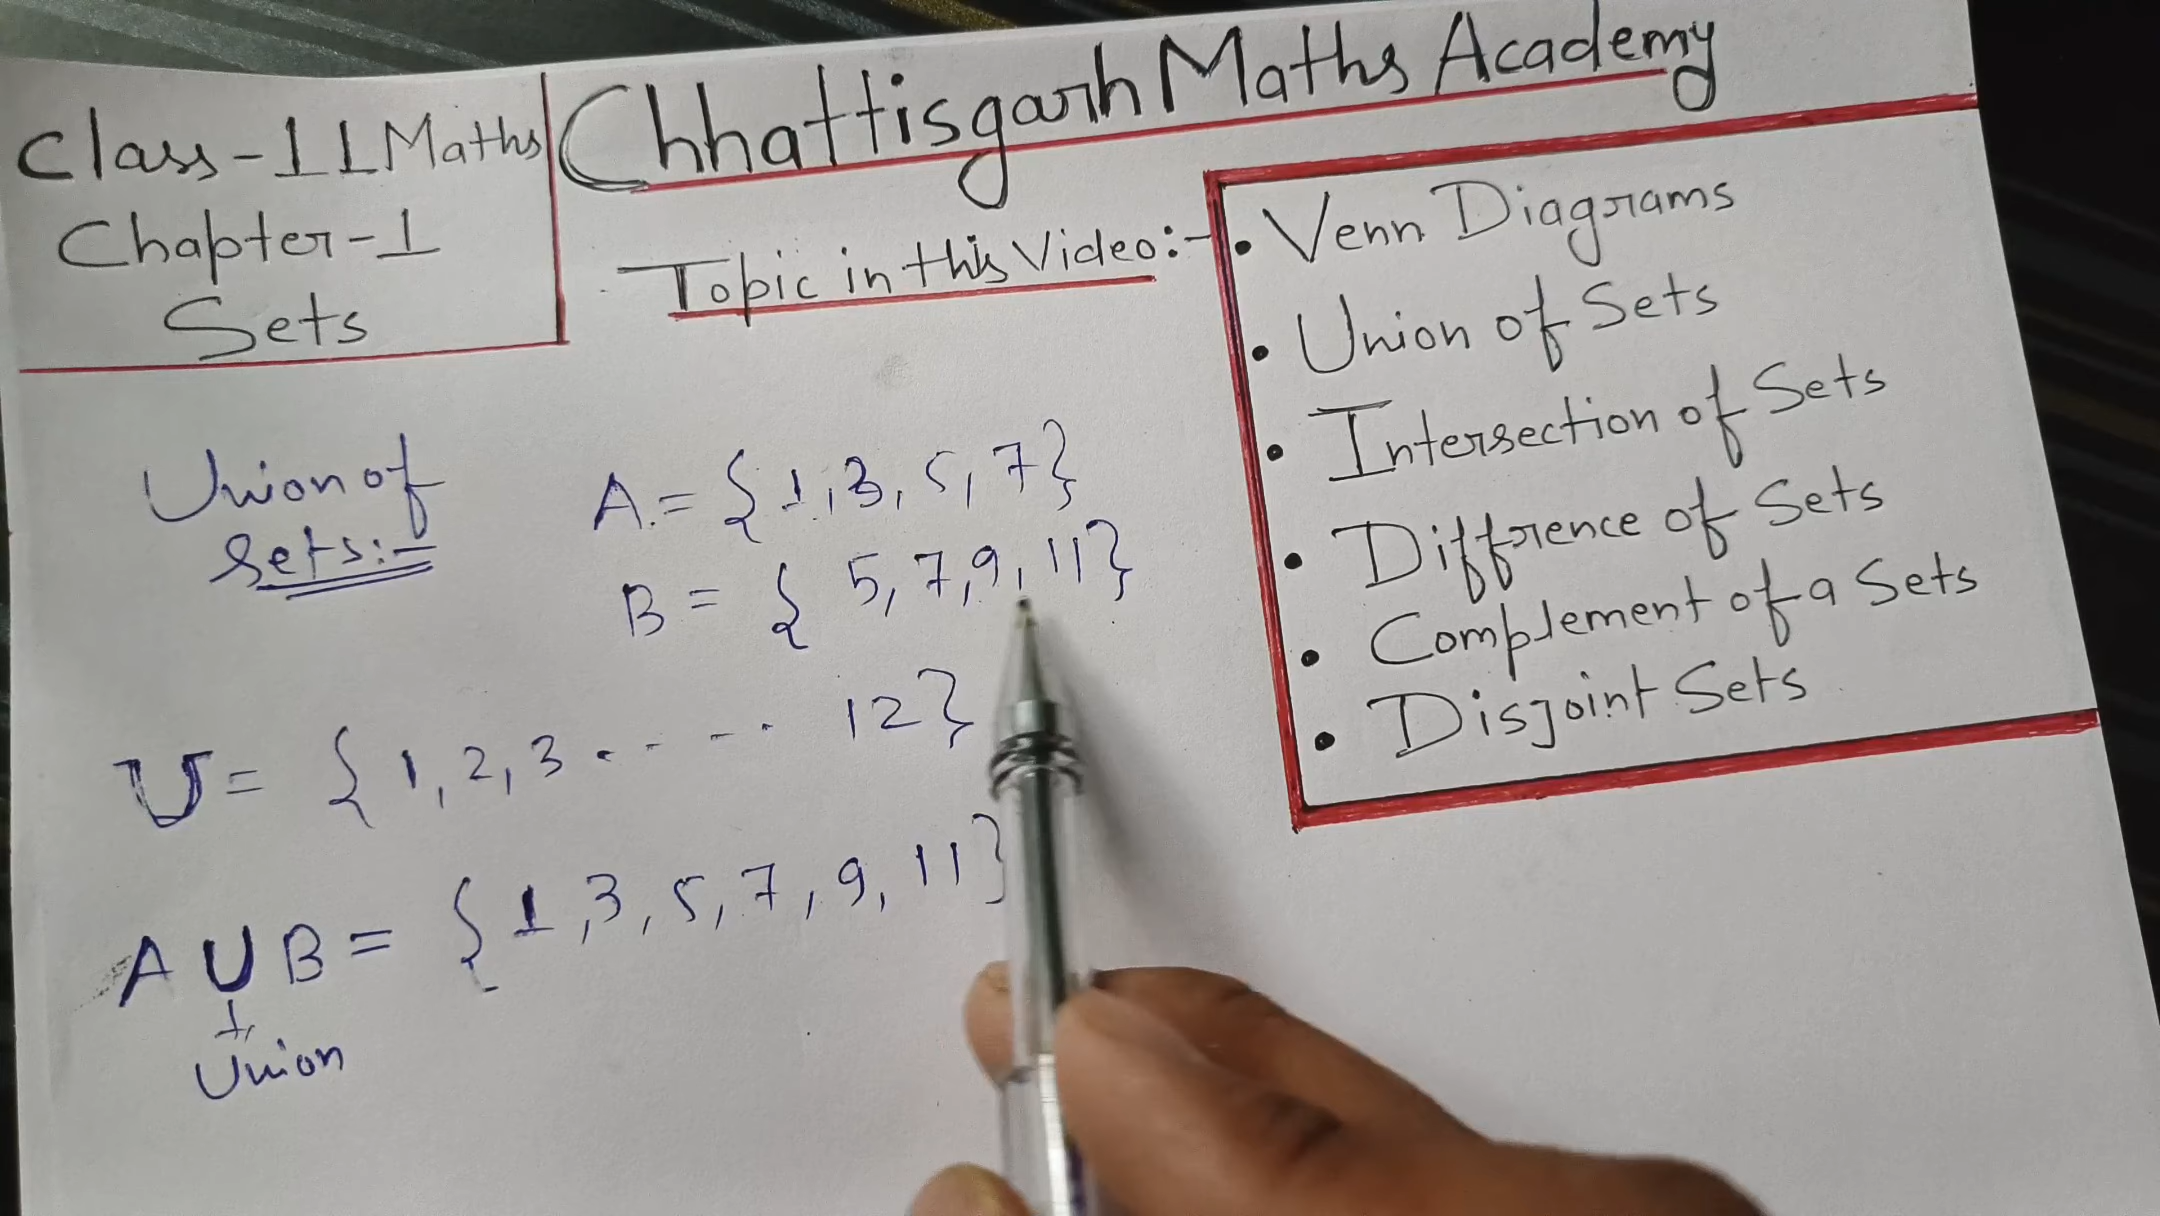 Class-11 Maths
Chapter-1
Sets
Chhattisgarh Maths Academy
Topic in this Video:-
• Venn Diagrams
• Union of Sets
• Intersection of Sets
• Difference of Sets
• Complement of a Sets
• Disjoint Sets
Union of
Sets:-
A = {1, 3, 5, 7}
B = { 5, 7, 9, 11}
U = { 1, 2, 3 . - - - - . 12}
A U B = { 1, 3, 5, 7, 9, 11}
Union